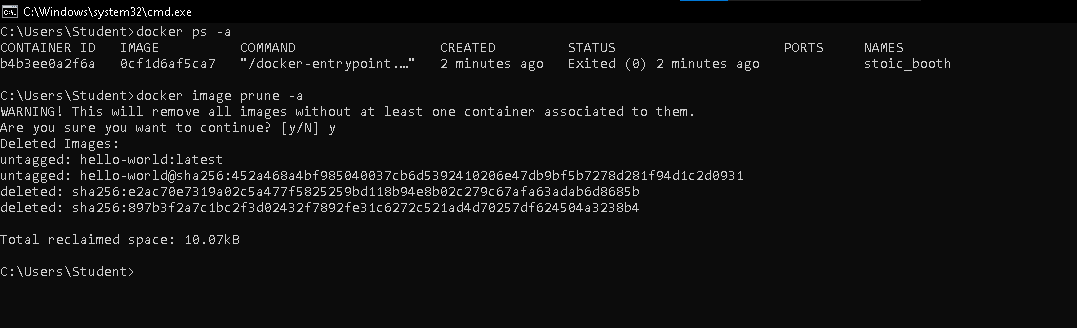 C:\Windows\system32\cmd.exe
C:\Users\Student>docker ps -a
CONTAINER ID   IMAGE          COMMAND                  CREATED         STATUS                     PORTS     NAMES
b4b3ee0a2f6a   0cf1d6af5ca7   "/docker-entrypoint.…"   2 minutes ago   Exited (0) 2 minutes ago             stoic_booth
C:\Users\Student>docker image prune -a
WARNING! This will remove all images without at least one container associated to them.
Are you sure you want to continue? [y/N] y
Deleted Images:
untagged: hello-world:latest
untagged: hello-world@sha256:452a468a4bf985040037cb6d5392410206e47db9bf5b7278d281f94d1c2d0931
deleted: sha256:e2ac70e7319a02c5a477f5825259bd118b94e8b02c279c67afa63adab6d8685b
deleted: sha256:897b3f2a7c1bc2f3d02432f7892fe31c6272c521ad4d70257df624504a3238b4
Total reclaimed space: 10.07kB
C:\Users\Student>